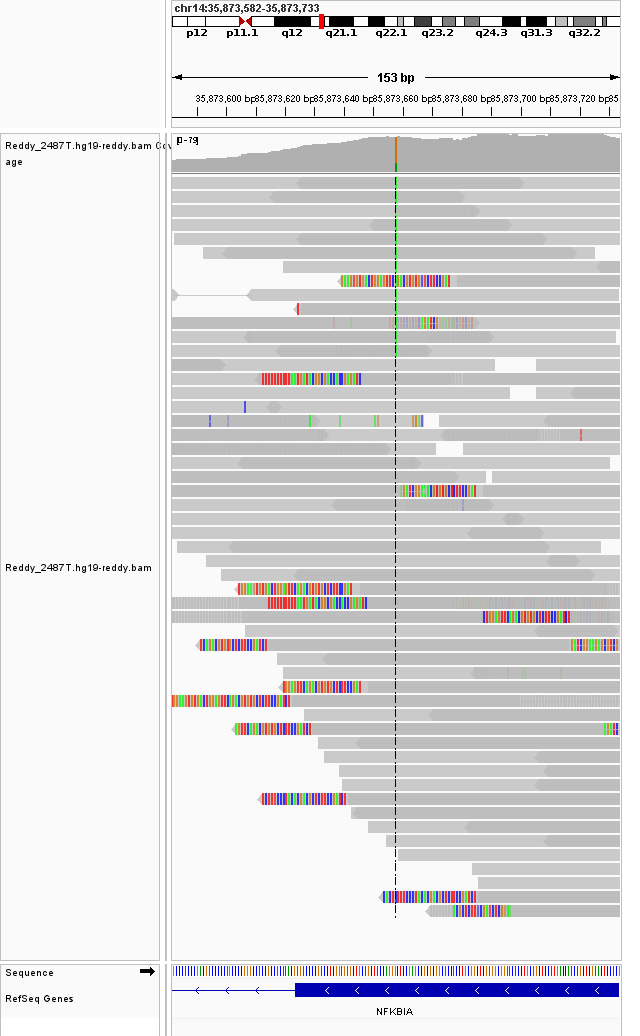 chr14:35,873,582-35,873,733
p12 p11.1 q12 q21.1 q22.1 q23.2 q24.3 q31.3 q32.2
153 bp
35,873,600 bp 35,873,620 bp 35,873,640 bp 35,873,660 bp 35,873,680 bp 35,873,700 bp 35,873,720 bp 35
Reddy_2487T.hg19-reddy.bam Cov
age
[0-79]
Reddy_2487T.hg19-reddy.bam
Sequence
RefSeq Genes
NFKBIA